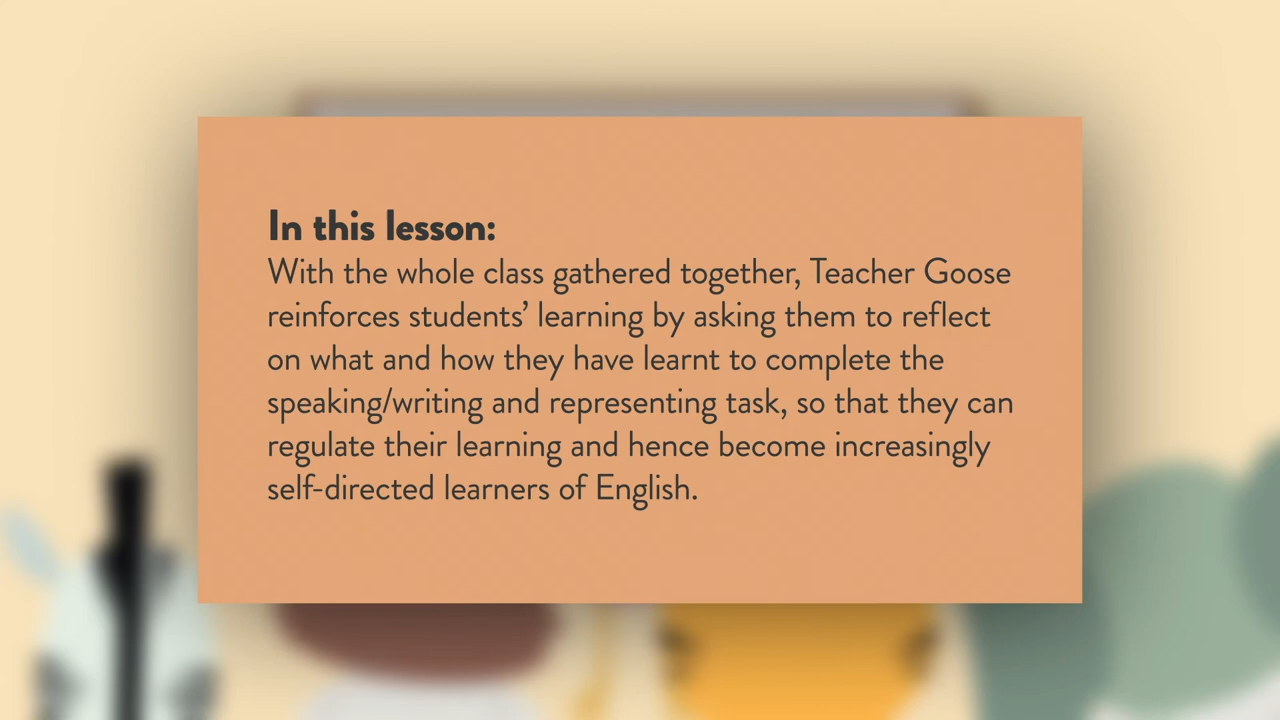 In this lesson:
With the whole class gathered together, Teacher Goose
reinforces students’ learning by asking them to reflect
on what and how they have learnt to complete the
speaking/writing and representing task, so that they can
regulate their learning and hence become increasingly
self-directed learners of English.